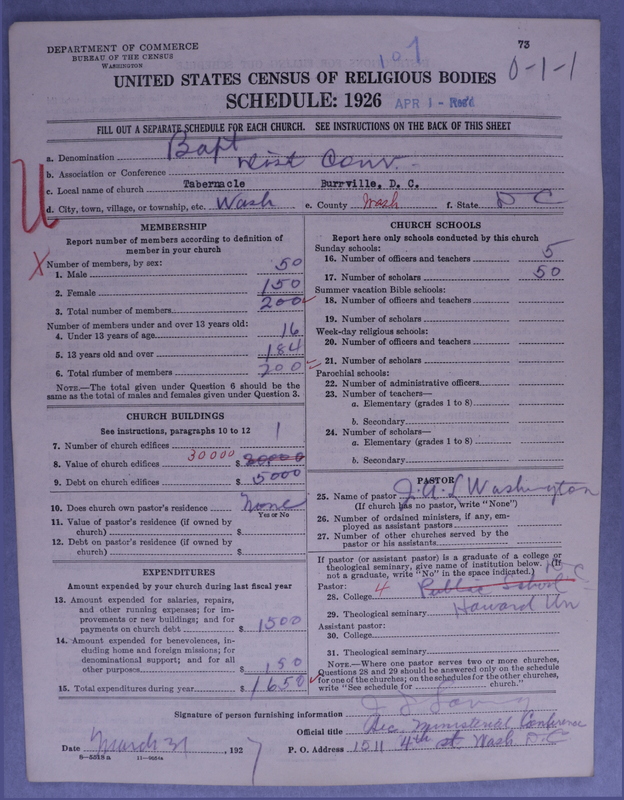 DEPARTMENT OF COMMERCE
BUREAU OF THE CENSUS
WASHINGTON
107
73
0-1-1
UNITED STATES CENSUS OF RELIGIOUS BODIES
SCHEDULE: 1926 APR 1 - Rec'd
FILL OUT A SEPARATE SCHEDULE FOR EACH CHURCH. SEE INSTRUCTIONS ON THE BACK OF THIS SHEET
a. Denomination Bapt
b. Association or Conference Dist Conv.
c. Local name of church Tabernacle Burrville, D. C.
d. City, town, village, or township, etc. Wash e. County Wash f. State D C
MEMBERSHIP
Report number of members according to definition of member in your church
Number of members, by sex:
1. Male 50
2. Female 150
3. Total number of members 200
Number of members under and over 13 years old:
4. Under 13 years of age 16
5. 13 years old and over 184
6. Total number of members 200
NOTE.—The total given under Question 6 should be the same as the total of males and females given under Question 3.
CHURCH BUILDINGS
See instructions, paragraphs 10 to 12
7. Number of church edifices 1
30000
8. Value of church edifices $
9. Debt on church edifices $ 5000
10. Does church own pastor's residence None
Yes or No
11. Value of pastor's residence (if owned by church) $
12. Debt on pastor's residence (if owned by church) $
EXPENDITURES
Amount expended by your church during last fiscal year
13. Amount expended for salaries, repairs, and other running expenses; for improvements or new buildings; and for payments on church debt $ 1500
14. Amount expended for benevolences, including home and foreign missions; for denominational support; and for all other purposes $ 150
15. Total expenditures during year $ 1650
CHURCH SCHOOLS
Report here only schools conducted by this church
Sunday schools:
16. Number of officers and teachers 5
17. Number of scholars 50
Summer vacation Bible schools:
18. Number of officers and teachers
19. Number of scholars
Week-day religious schools:
20. Number of officers and teachers
21. Number of scholars
Parochial schools:
22. Number of administrative officers
23. Number of teachers—
a. Elementary (grades 1 to 8)
b. Secondary
24. Number of scholars—
a. Elementary (grades 1 to 8)
b. Secondary
PASTOR
25. Name of pastor J. A. L Washington
(If church has no pastor, write "None")
26. Number of ordained ministers, if any, employed as assistant pastors
27. Number of other churches served by the pastor or his assistants
If pastor (or assistant pastor) is a graduate of a college or theological seminary, give name of institution below. (If not a graduate, write "No" in the space indicated.)
Pastor:
28. College 4 Public School
29. Theological seminary Howard Un
Assistant pastor:
30. College
31. Theological seminary
NOTE.—Where one pastor serves two or more churches, Questions 28 and 29 should be answered only on the schedule for one of the churches; on the schedules for the other churches, write "See schedule for church."
Signature of person furnishing information
Official title Sec. Ministerial Conference
Date March 31, 1927 P. O. Address 1511 4th st. Wash D C
8-5518a 11-9684a